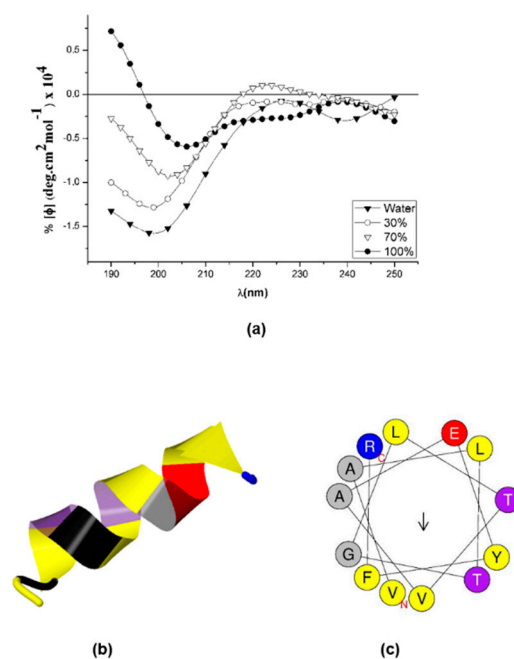 % [ϕ] (deg.cm²mol⁻¹) x 10⁴
0.5
0.0
-0.5
-1.0
-1.5
Water
30%
70%
100%
190 200 210 220 230 240 250
λ(nm)
(a)
L E
R L
C
A
A T
G Y
F T
V V
N
(b) (c)